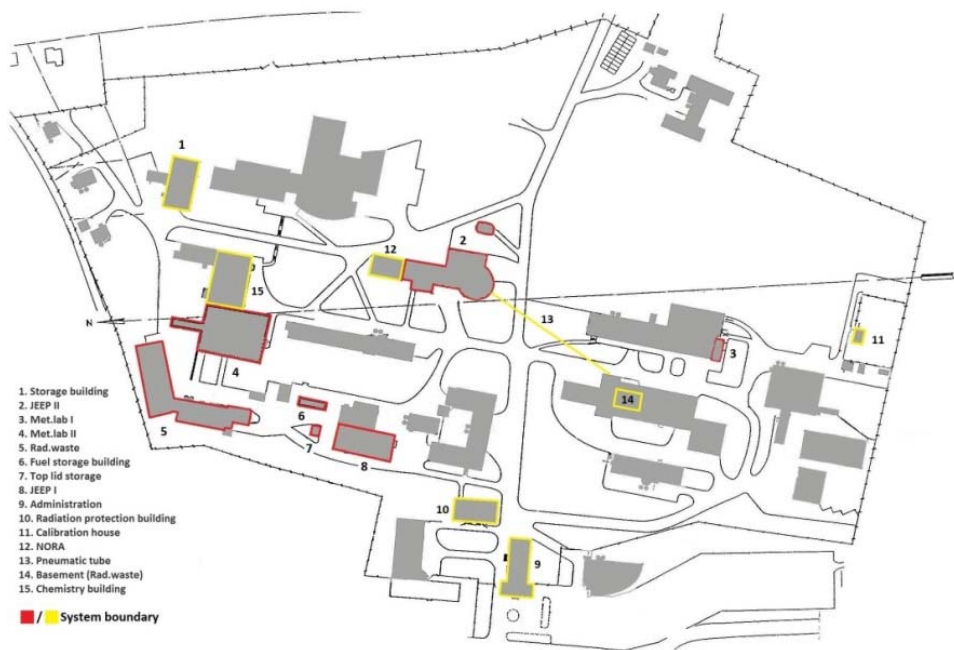 1
2
12
15
13
N
11
4
3
14
6
5
7
8
10
9
1. Storage building
2. JEEP II
3. Met.lab I
4. Met.lab II
5. Rad.waste
6. Fuel storage building
7. Top lid storage
8. JEEP I
9. Administration
10. Radiation protection building
11. Calibration house
12. NORA
13. Pneumatic tube
14. Basement (Rad.waste)
15. Chemistry building
/ System boundary